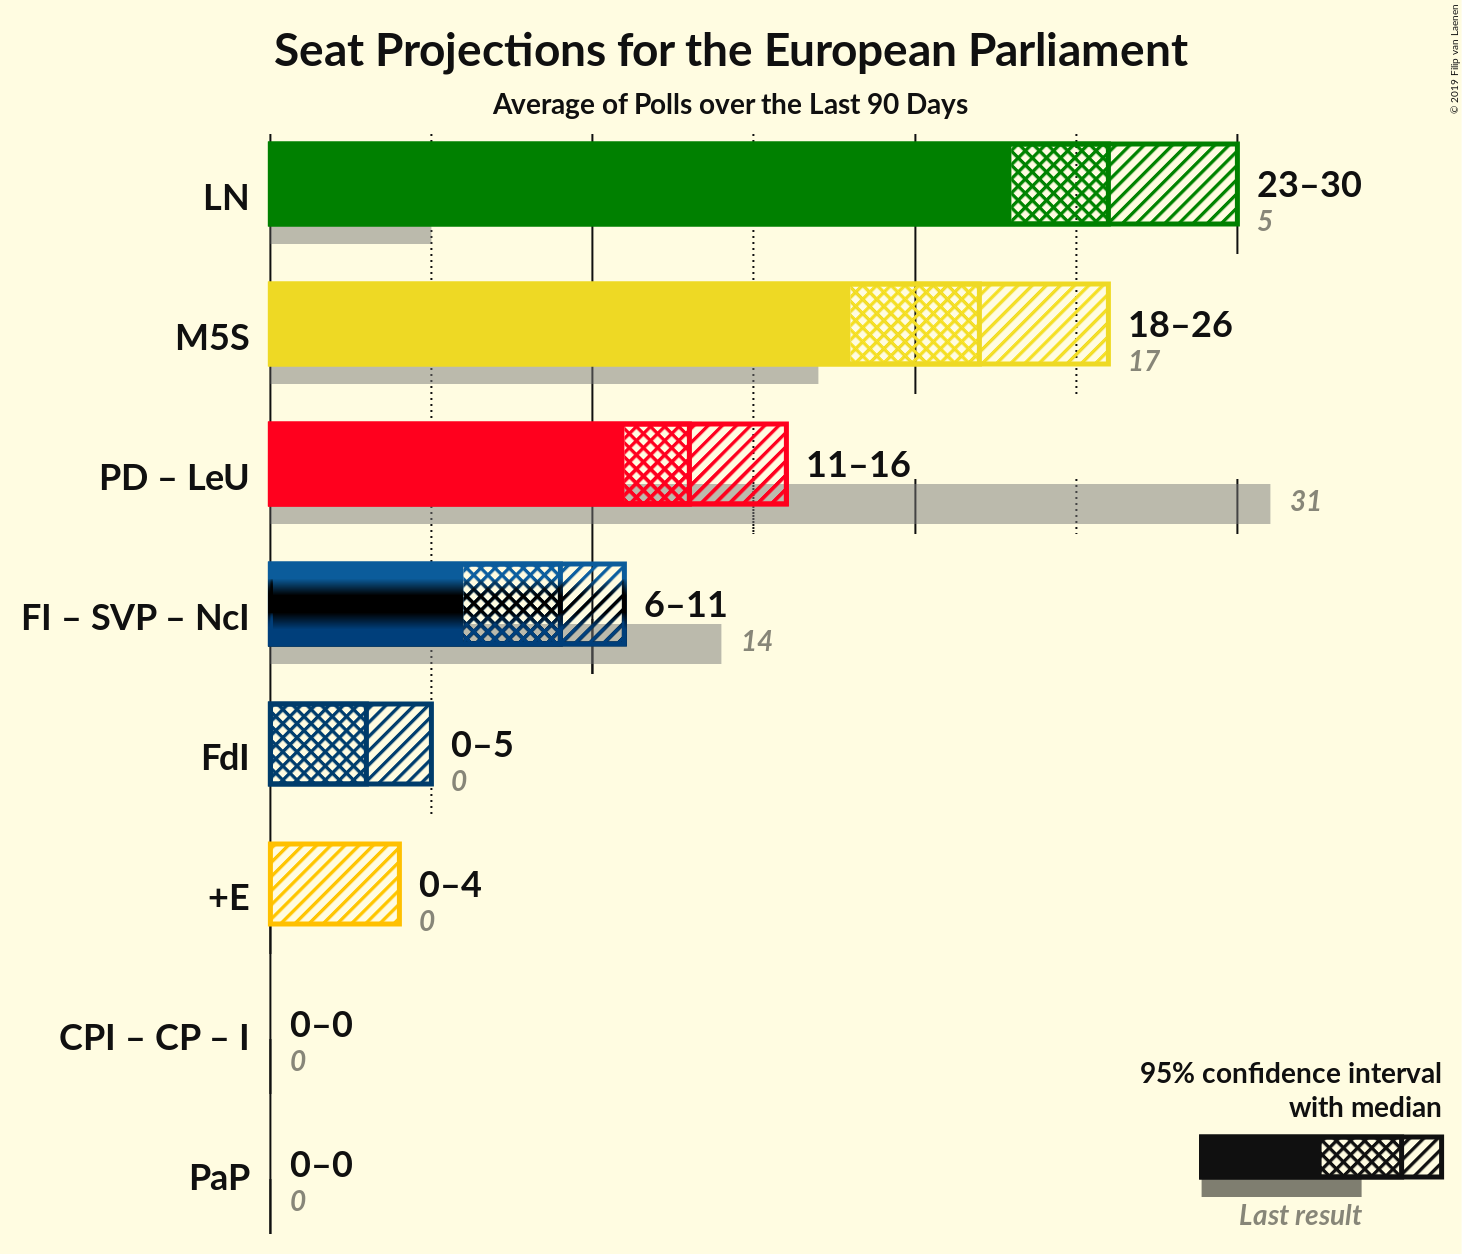 Seat Projections for the European Parliament
Average of Polls over the Last 90 Days
© 2019 Filip van Laenen
LN
23–30
5
M5S
18–26
17
PD – LeU
11–16
31
FI – SVP – NcI
6–11
14
FdI
0–5
0
+E
0–4
0
CPI – CP – I
0–0
0
PaP
0–0
0
95% confidence interval
with median
Last result